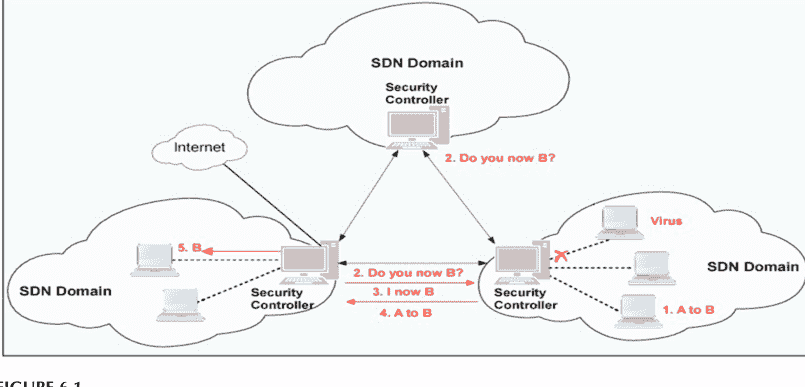 SDN Domain
Security
Controller
Internet
2. Do you now B?
Virus
5. B
SDN Domain
SDN Domain
2. Do you now B?
Security
Controller
3. I now B
Security
Controller
4. A to B
1. A to B
FIGURE 6.1